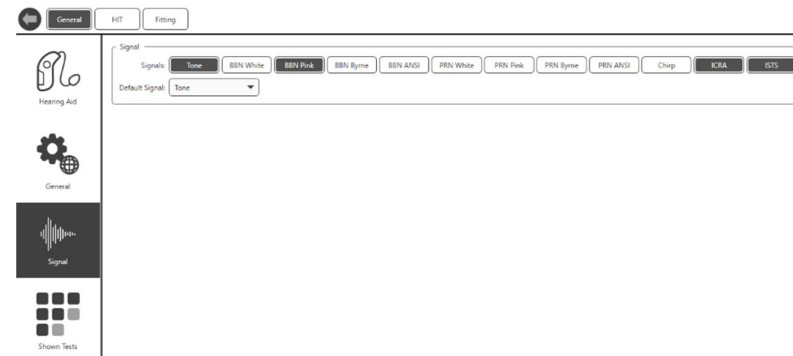 General HIT Fitting
Signal
Signals: Tone BBN White BBN Pink BBN Byrne BBN ANSI PRN White PRN Pink PRN Byrne PRN ANSI Chirp ICRA ISTS
Default Signal: Tone
Hearing Aid
General
Signal
Shown Tests